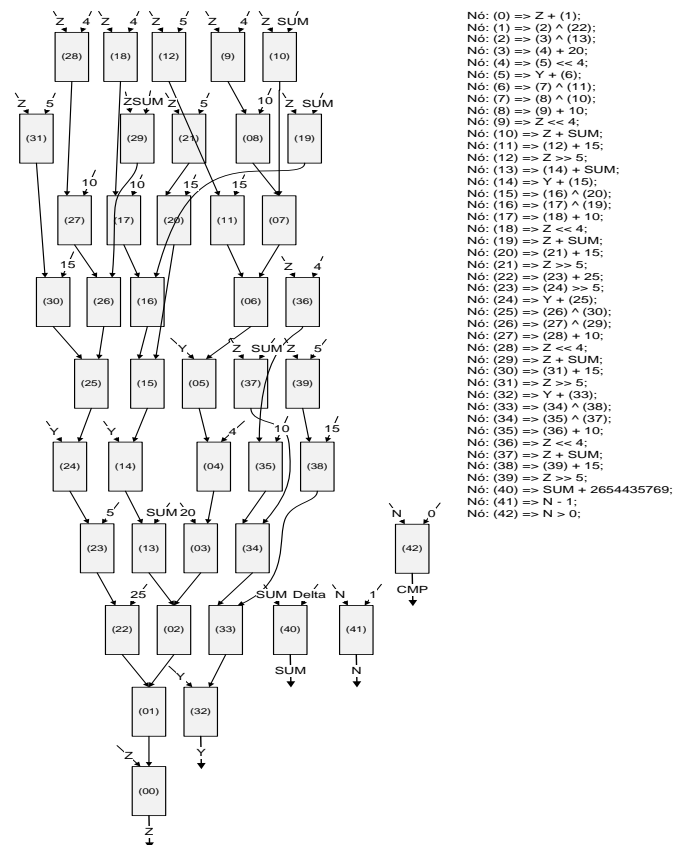 Z 4 Z 4 Z 5 Z 4 Z SUM
(28) (18) (12) (9) (10)
Z 5 ZSUM Z 5 10 Z SUM
(31) (29) (21) (08) (19)
10 10 15 15
(27) (17) (20) (11) (07)
15 Z 4
(30) (26) (16) (06) (36)
Y Z SUM Z 5
(25) (15) (05) (37) (39)
Y Y 4 10 15
(24) (14) (04) (35) (38)
5 SUM 20 N 0
(23) (13) (03) (34) (42)
CMP
25 SUM Delta N 1
(22) (02) (33) (40) (41)
SUM N
Y
(01) (32)
Z Y
(00)
Z
Nó: (0) => Z + (1);
Nó: (1) => (2) ^ (22);
Nó: (2) => (3) ^ (13);
Nó: (3) => (4) + 20;
Nó: (4) => (5) << 4;
Nó: (5) => Y + (6);
Nó: (6) => (7) ^ (11);
Nó: (7) => (8) ^ (10);
Nó: (8) => (9) + 10;
Nó: (9) => Z << 4;
Nó: (10) => Z + SUM;
Nó: (11) => (12) + 15;
Nó: (12) => Z >> 5;
Nó: (13) => (14) + SUM;
Nó: (14) => Y + (15);
Nó: (15) => (16) ^ (20);
Nó: (16) => (17) ^ (19);
Nó: (17) => (18) + 10;
Nó: (18) => Z << 4;
Nó: (19) => Z + SUM;
Nó: (20) => (21) + 15;
Nó: (21) => Z >> 5;
Nó: (22) => (23) + 25;
Nó: (23) => (24) >> 5;
Nó: (24) => Y + (25);
Nó: (25) => (26) ^ (30);
Nó: (26) => (27) ^ (29);
Nó: (27) => (28) + 10;
Nó: (28) => Z << 4;
Nó: (29) => Z + SUM;
Nó: (30) => (31) + 15;
Nó: (31) => Z >> 5;
Nó: (32) => Y + (33);
Nó: (33) => (34) ^ (38);
Nó: (34) => (35) ^ (37);
Nó: (35) => (36) + 10;
Nó: (36) => Z << 4;
Nó: (37) => Z + SUM;
Nó: (38) => (39) + 15;
Nó: (39) => Z >> 5;
Nó: (40) => SUM + 2654435769;
Nó: (41) => N - 1;
Nó: (42) => N > 0;